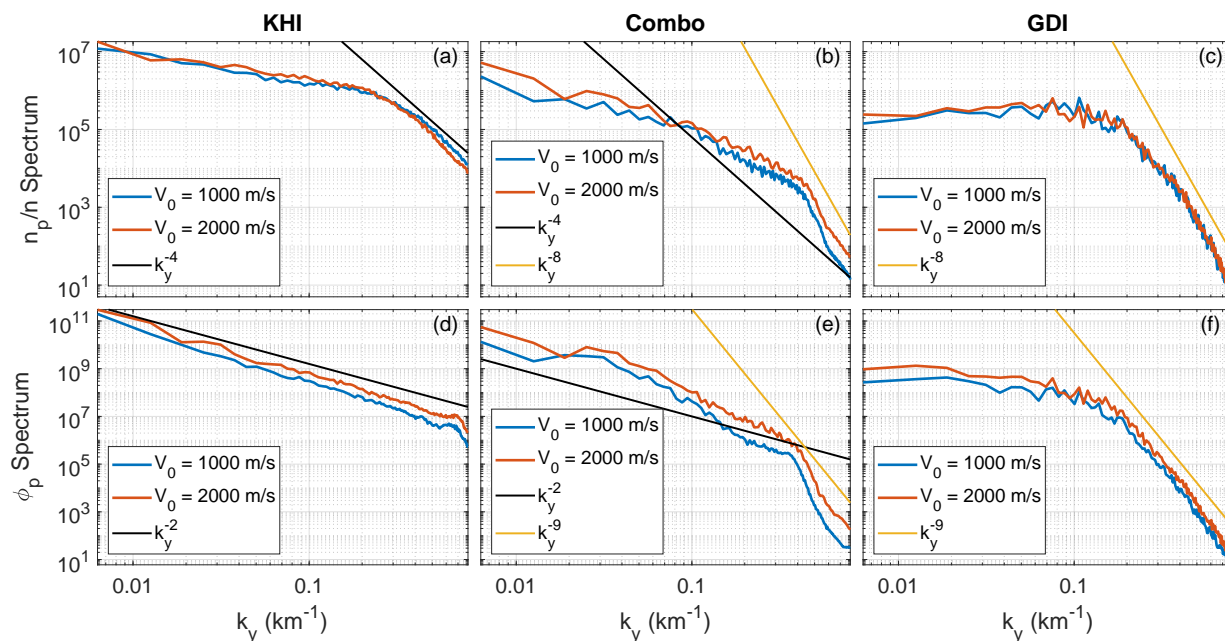 KHI Combo GDI
n_p/n Spectrum
10^7
10^5
10^3
10^1
(a)
V_0 = 1000 m/s
V_0 = 2000 m/s
k_y^-4
(b)
V_0 = 1000 m/s
V_0 = 2000 m/s
k_y^-4
k_y^-8
(c)
V_0 = 1000 m/s
V_0 = 2000 m/s
k_y^-8
ϕ_p Spectrum
10^11
10^9
10^7
10^5
10^3
10^1
(d)
V_0 = 1000 m/s
V_0 = 2000 m/s
k_y^-2
(e)
V_0 = 1000 m/s
V_0 = 2000 m/s
k_y^-2
k_y^-9
(f)
V_0 = 1000 m/s
V_0 = 2000 m/s
k_y^-9
0.01 0.1 0.01 0.1 0.01 0.1
k_y (km^-1) k_y (km^-1) k_y (km^-1)